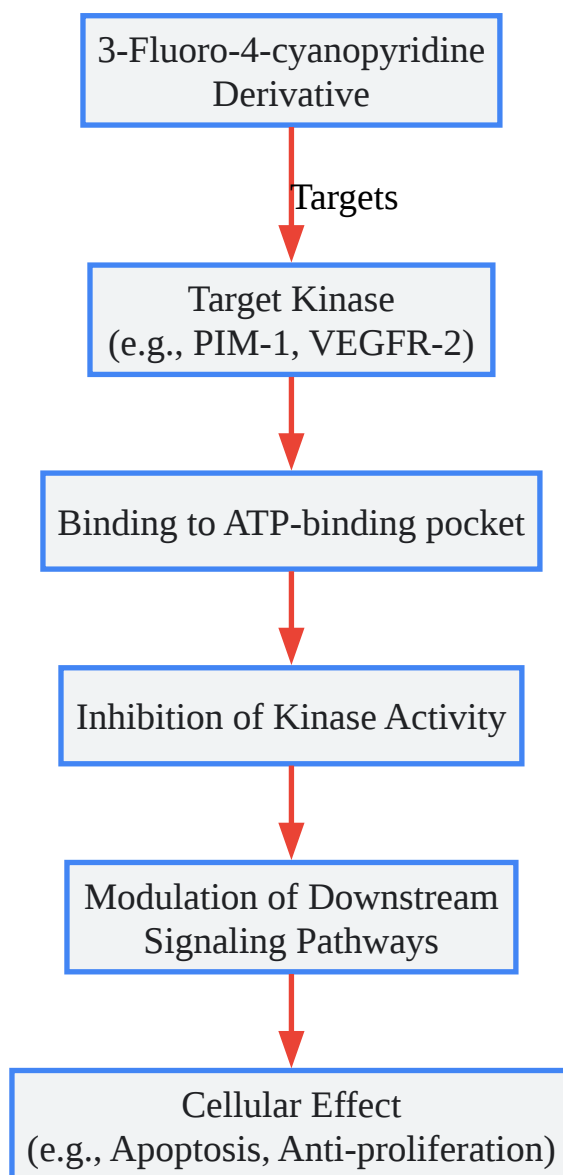 3-Fluoro-4-cyanopyridine
Derivative
Targets
Target Kinase
(e.g., PIM-1, VEGFR-2)
Binding to ATP-binding pocket
Inhibition of Kinase Activity
Modulation of Downstream
Signaling Pathways
Cellular Effect
(e.g., Apoptosis, Anti-proliferation)